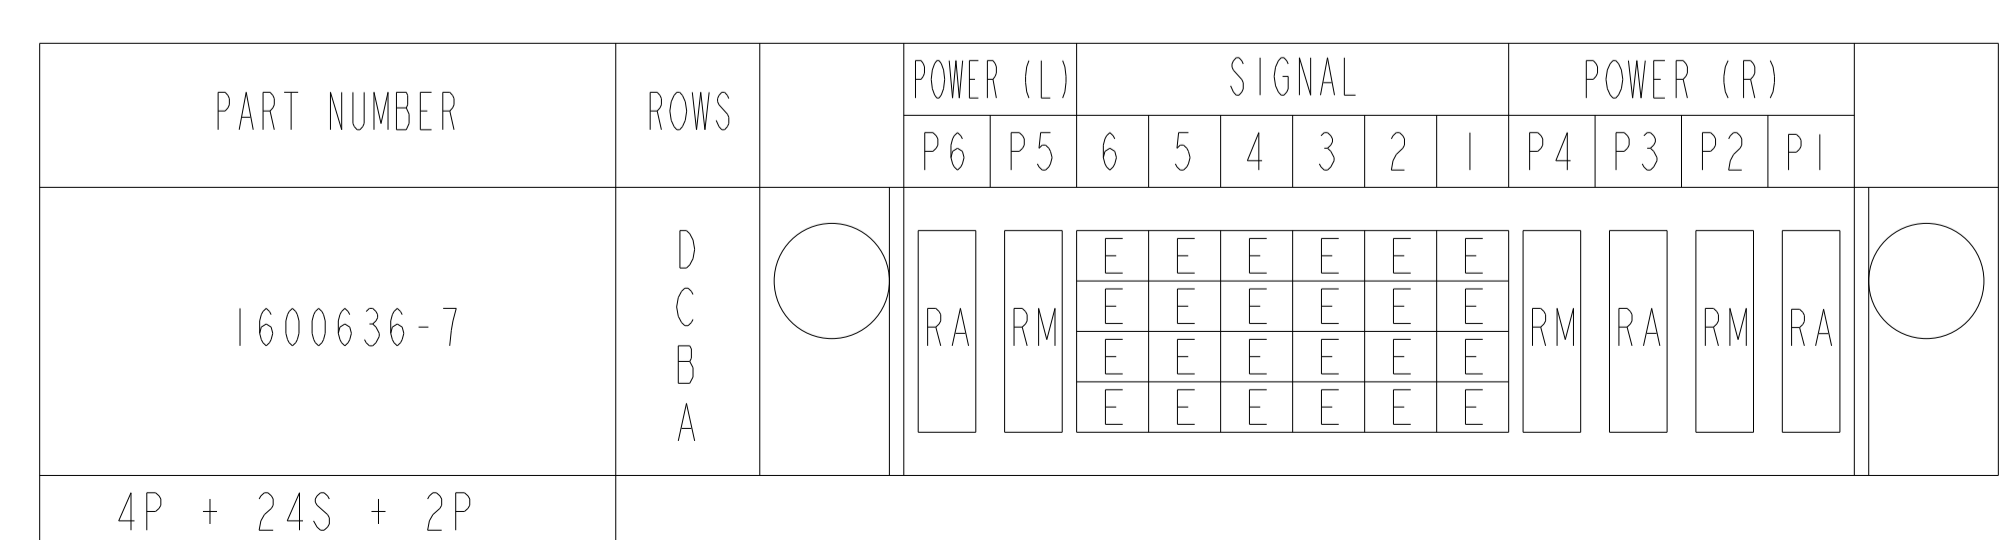 PART NUMBER ROWS POWER (L) SIGNAL POWER (R)
P6 P5 6 5 4 3 2 1 P4 P3 P2 P1
D E E E E E E
C E E E E E E
1600636-7 RA RM RM RA RM RA
B E E E E E E
A E E E E E E
4P + 24S + 2P